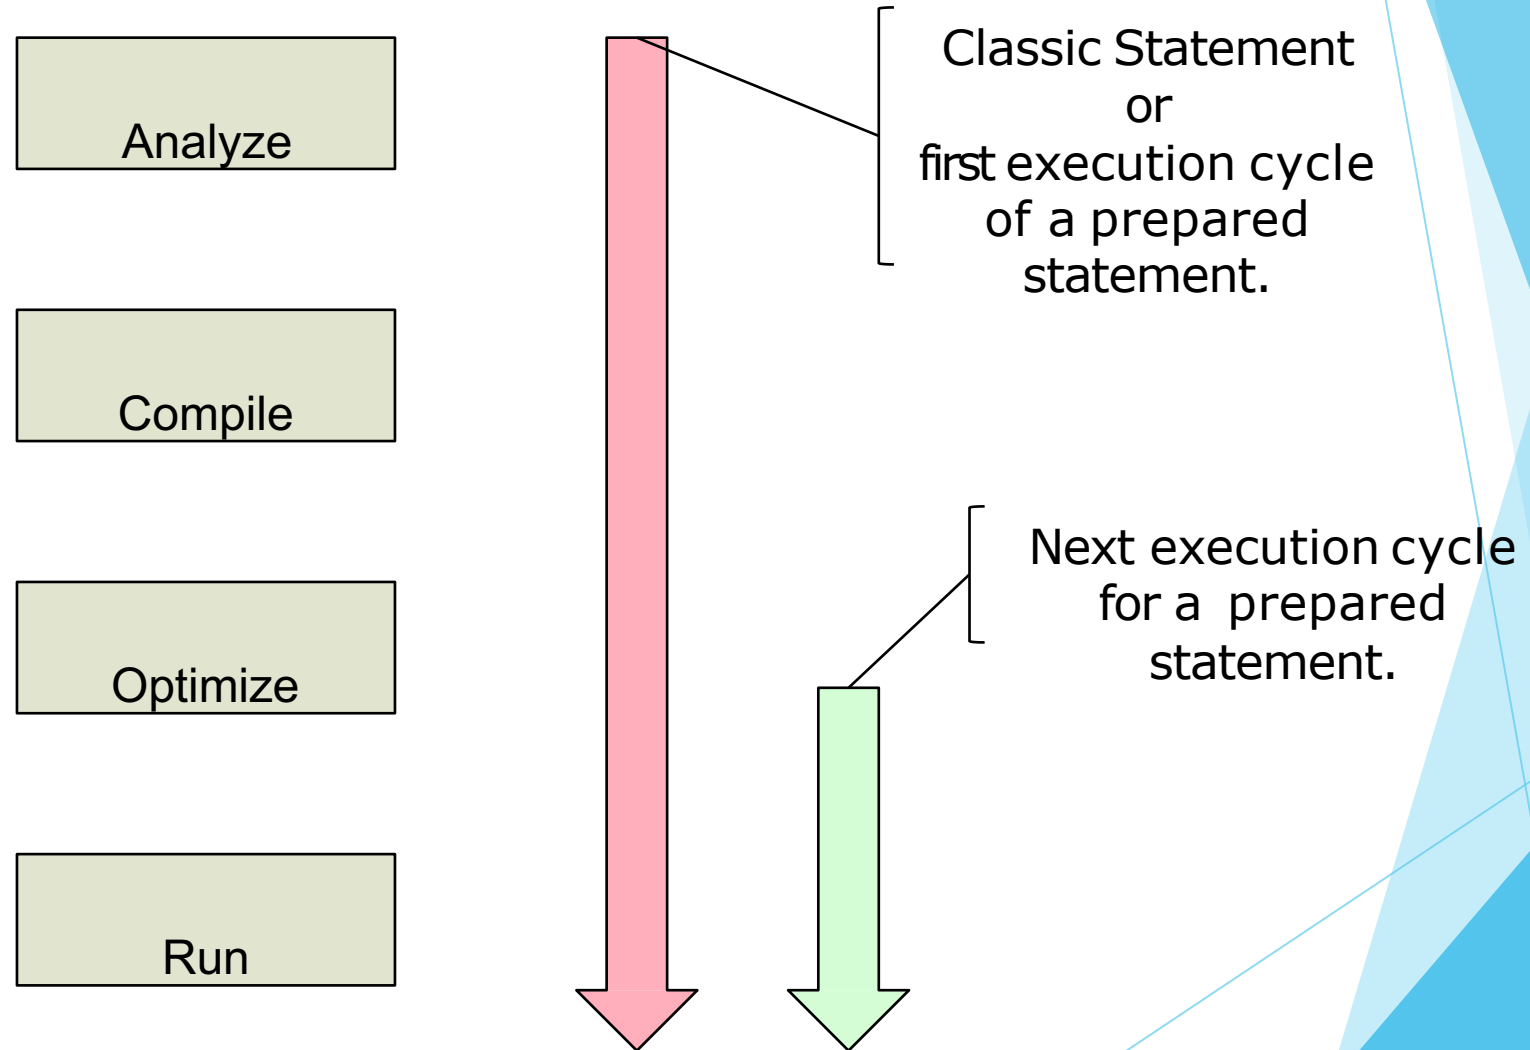 Analyze
Compile
Optimize
Run
Classic Statement
or
first execution cycle
of a prepared
statement.
Next execution cycle
for a prepared
statement.